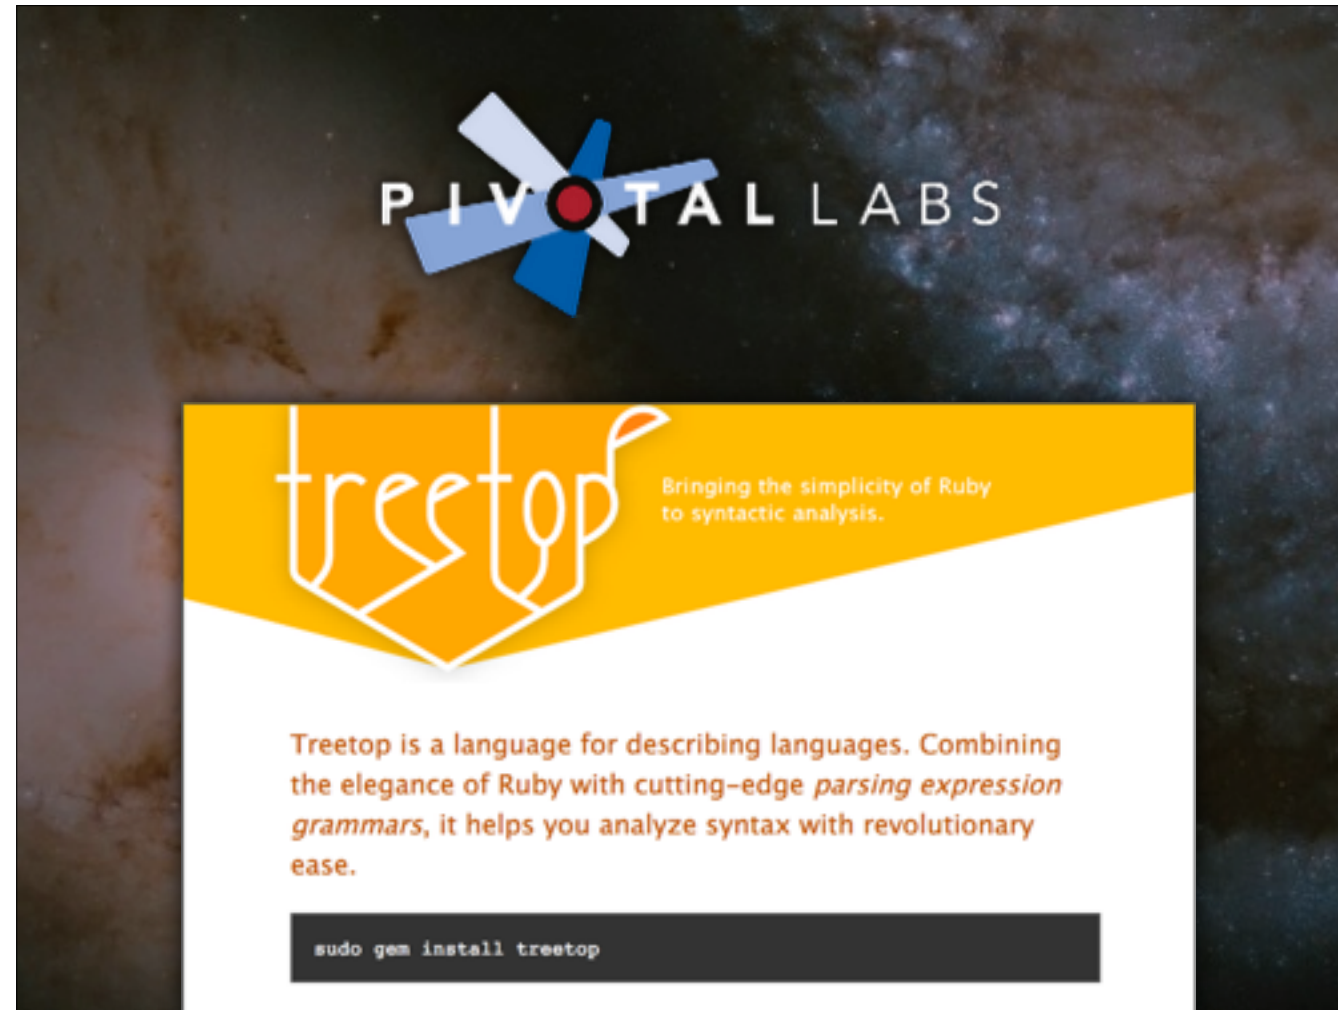 PIVOTAL LABS
treetop
Bringing the simplicity of Ruby
to syntactic analysis.
Treetop is a language for describing languages. Combining
the elegance of Ruby with cutting-edge parsing expression
grammars, it helps you analyze syntax with revolutionary
ease.
sudo gem install treetop